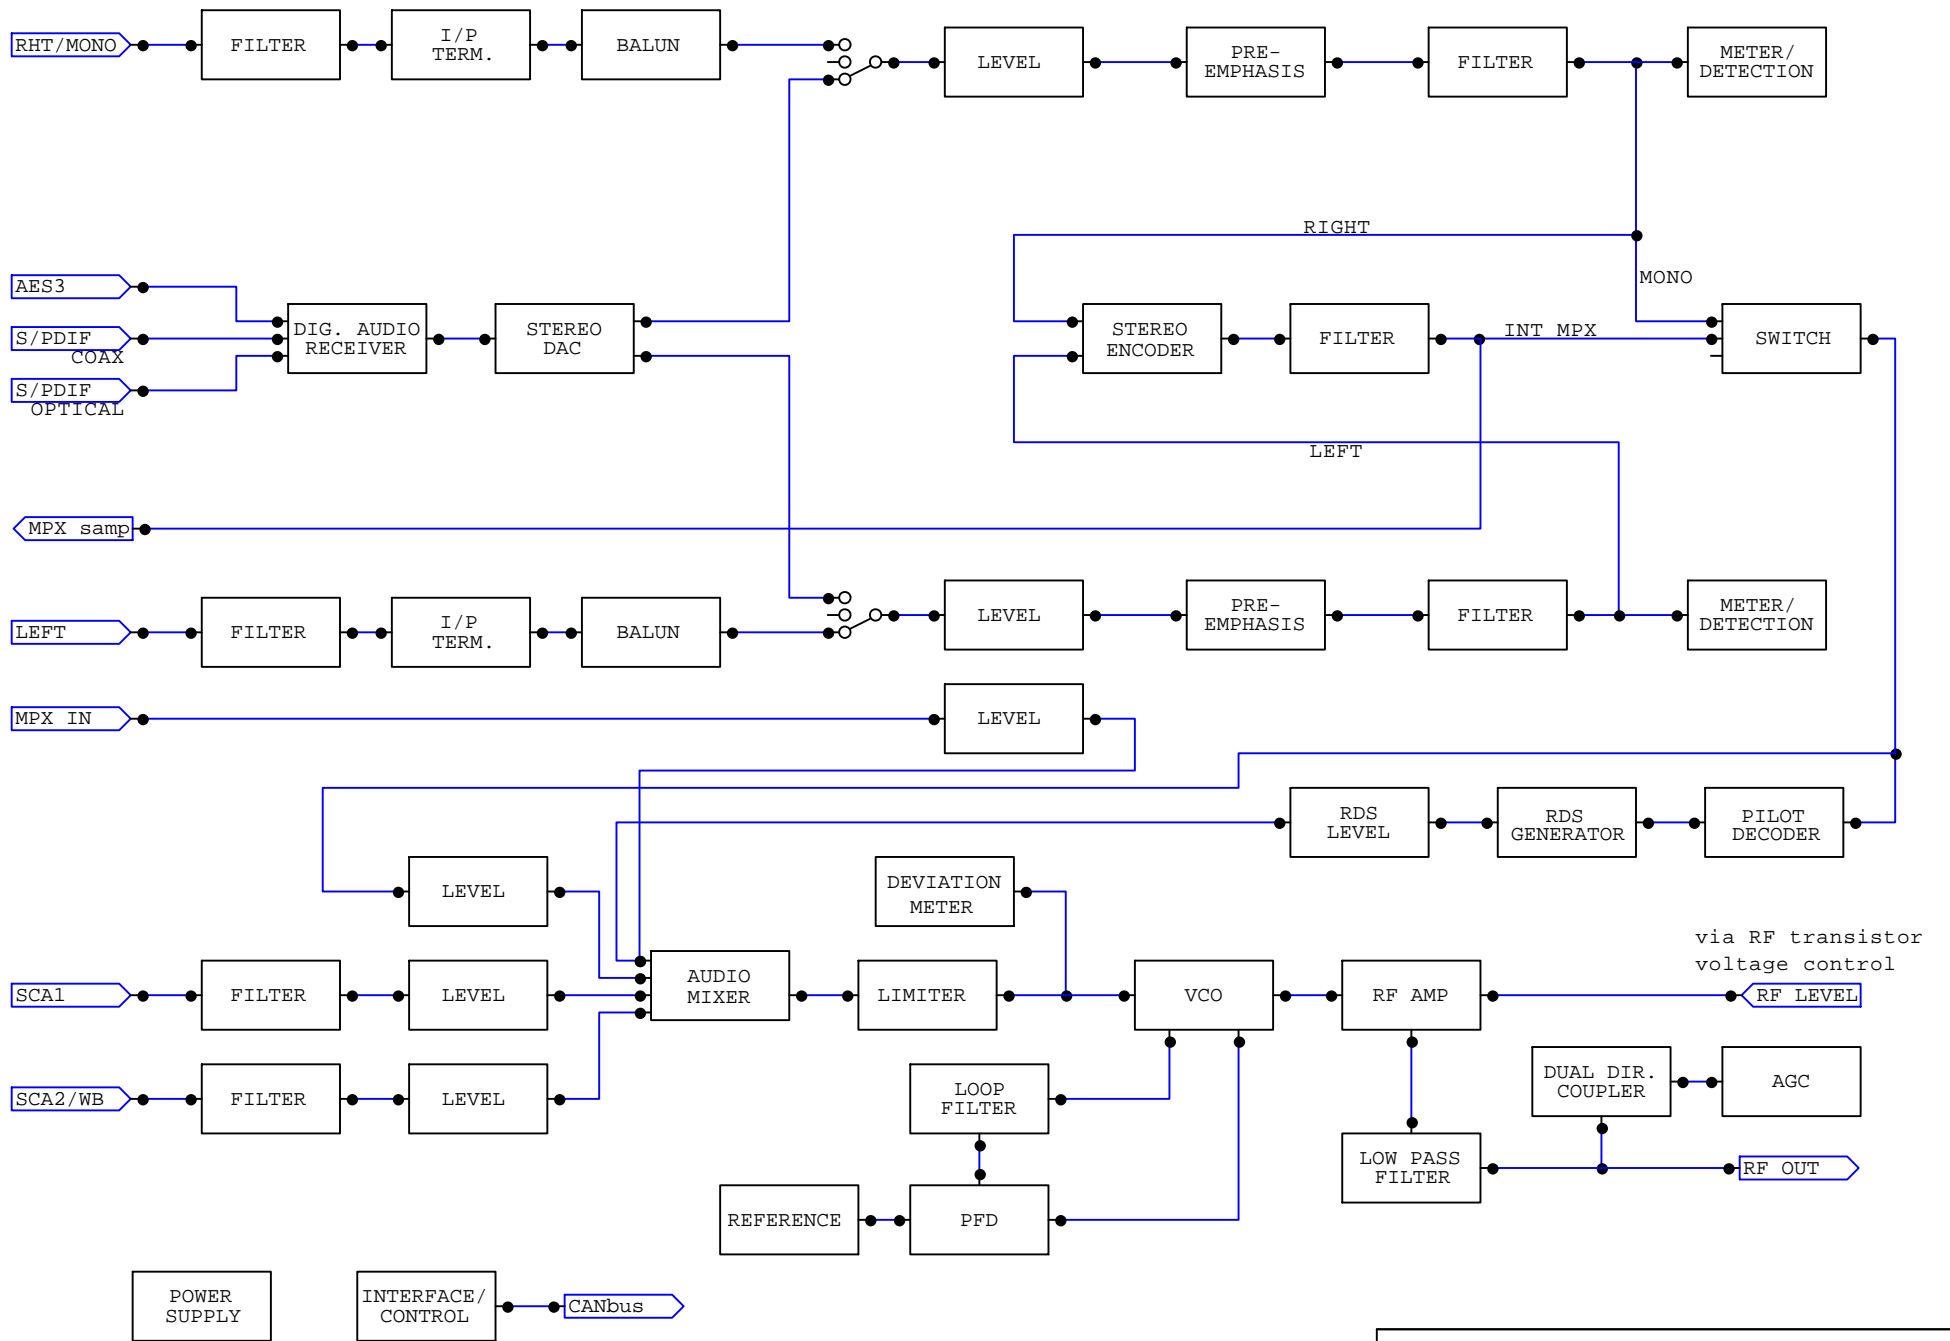 RHT/MONO
FILTER
I/P
TERM.
BALUN
LEVEL
PRE-
EMPHASIS
FILTER
METER/
DETECTION
RIGHT
MONO
AES3
S/PDIF
COAX
S/PDIF
OPTICAL
DIG. AUDIO
RECEIVER
STEREO
DAC
STEREO
ENCODER
FILTER
INT MPX
SWITCH
LEFT
MPX samp
LEFT
FILTER
I/P
TERM.
BALUN
LEVEL
PRE-
EMPHASIS
FILTER
METER/
DETECTION
MPX IN
LEVEL
RDS
LEVEL
RDS
GENERATOR
PILOT
DECODER
LEVEL
DEVIATION
METER
via RF transistor
voltage control
SCA1
FILTER
LEVEL
AUDIO
MIXER
LIMITER
VCO
RF AMP
RF LEVEL
SCA2/WB
FILTER
LEVEL
LOOP
FILTER
DUAL DIR.
COUPLER
AGC
LOW PASS
FILTER
RF OUT
REFERENCE
PFD
POWER
SUPPLY
INTERFACE/
CONTROL
CANbus